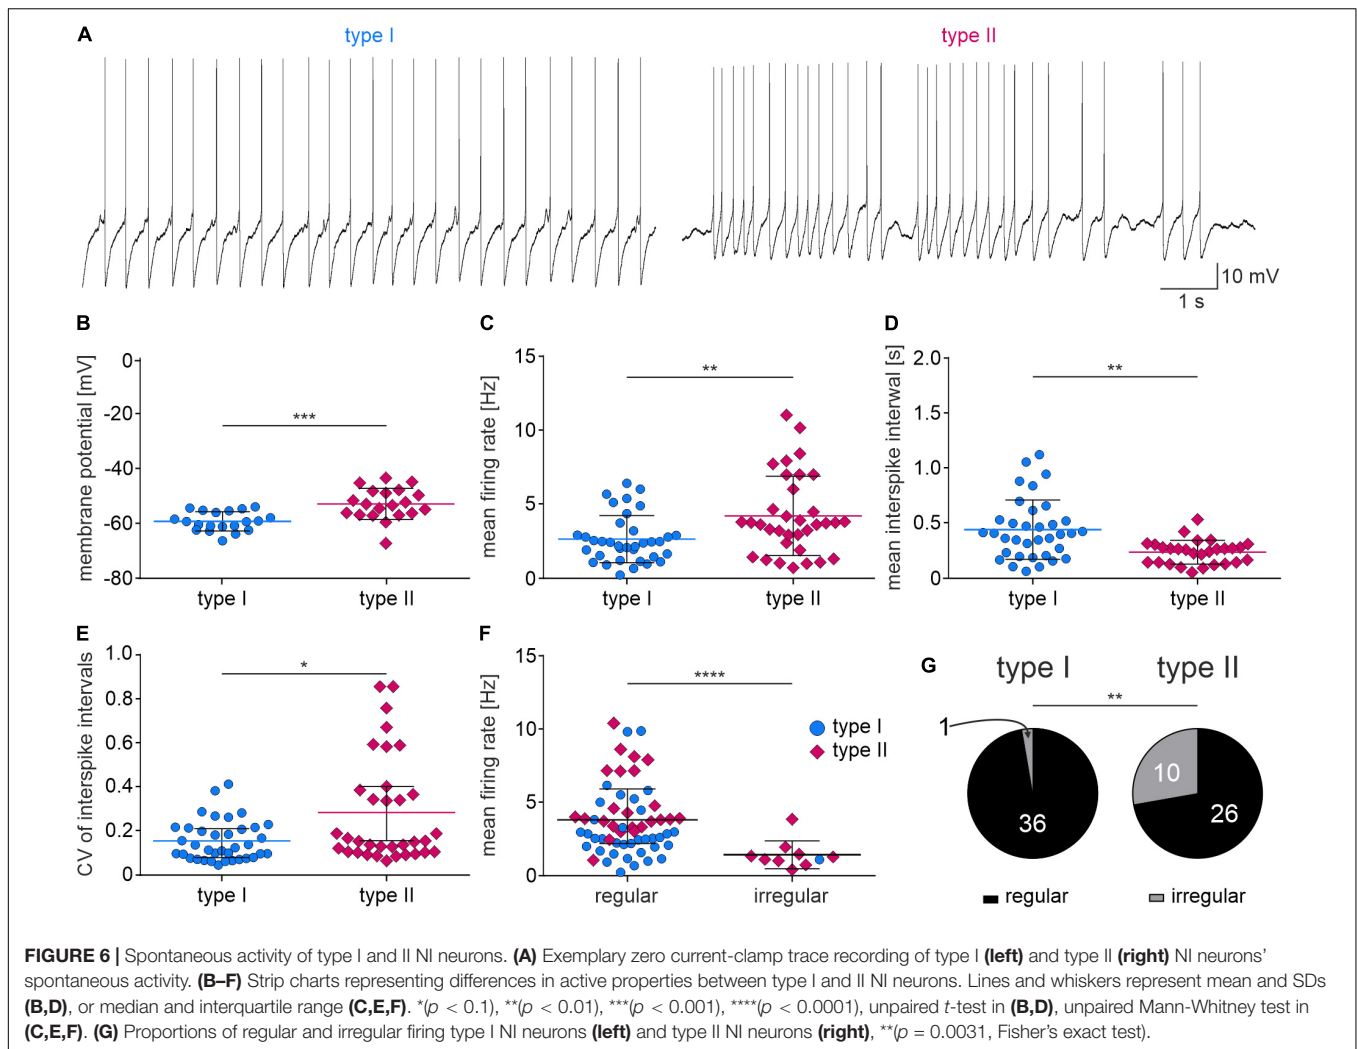 A
type I
type II
10 mV
1 s
B
membrane potential [mV]
0
-20
-40
-60
-80
***
type I
type II
C
mean firing rate [Hz]
15
10
5
0
**
type I
type II
D
mean interspike interwal [s]
2.0
1.0
0.5
0
**
type I
type II
E
CV of interspike intervals
1.0
0.8
0.6
0.4
0.2
0
*
type I
type II
F
mean firing rate [Hz]
15
10
5
0
****
type I
type II
regular
irregular
G
type I
type II
**
1
36
10
26
regular
irregular
FIGURE 6 | Spontaneous activity of type I and II NI neurons. (A) Exemplary zero current-clamp trace recording of type I (left) and type II (right) NI neurons'
spontaneous activity. (B–F) Strip charts representing differences in active properties between type I and II NI neurons. Lines and whiskers represent mean and SDs
(B,D), or median and interquartile range (C,E,F). *(p < 0.1), **(p < 0.01), ***(p < 0.001), ****(p < 0.0001), unpaired t-test in (B,D), unpaired Mann-Whitney test in
(C,E,F). (G) Proportions of regular and irregular firing type I NI neurons (left) and type II NI neurons (right), **(p = 0.0031, Fisher's exact test).